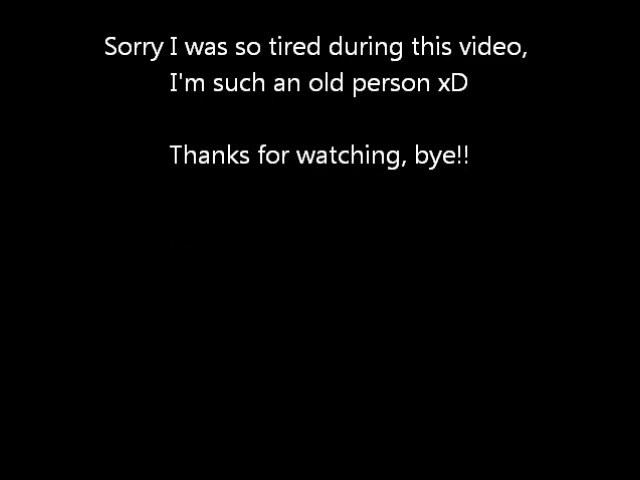 Sorry I was so tired during this video,
I'm such an old person xD
Thanks for watching, bye!!